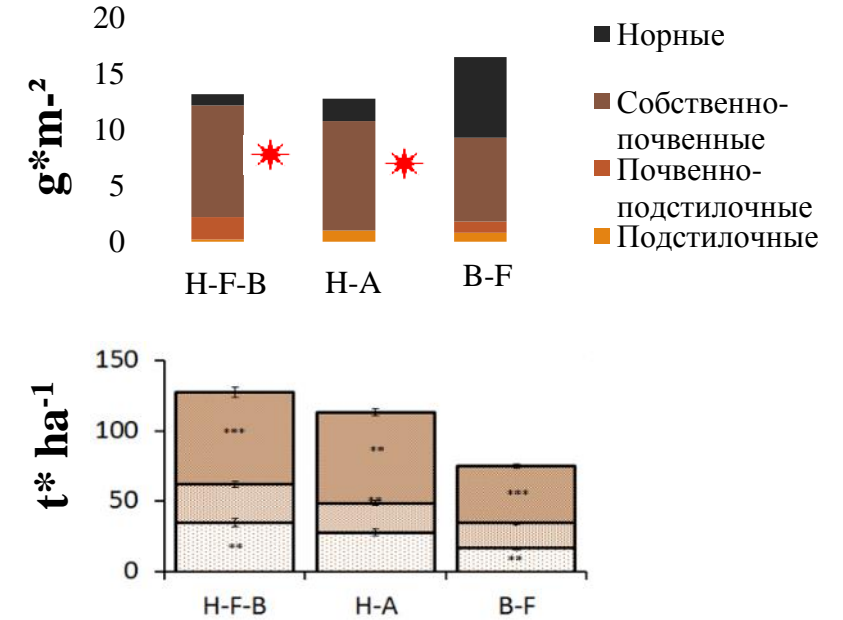 20
15
10
5
0
g*m-²
H-F-B
H-A
B-F
Норные
Собственно-
почвенные
Почвенно-
подстилочные
Подстилочные
150
100
50
0
t* ha-1
***
**
**
***
**
**
H-F-B
H-A
B-F